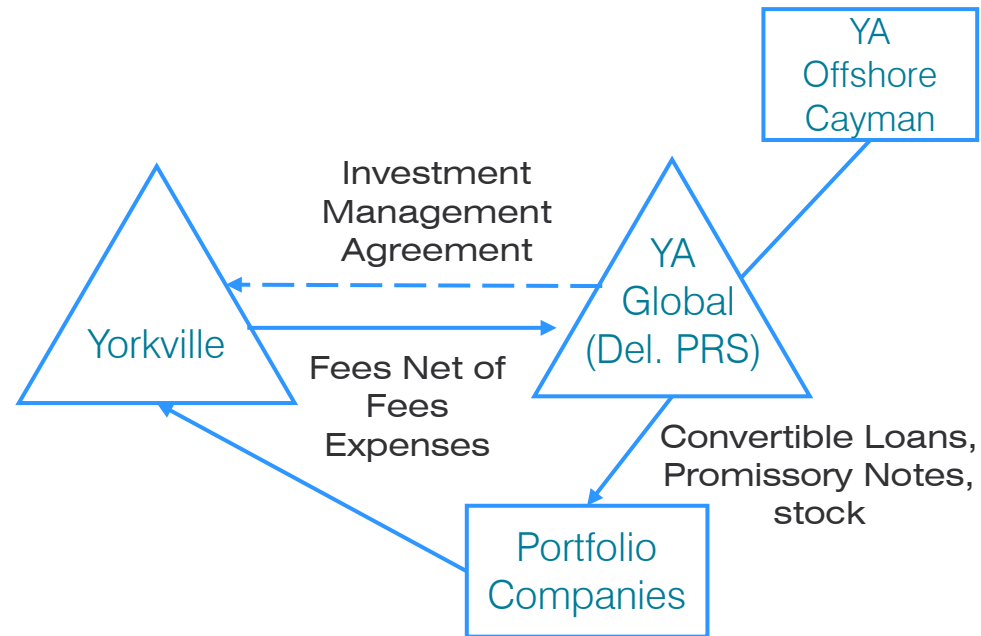 YA
Offshore
Cayman
Investment
Management
Agreement
YA
Global
(Del. PRS)
Yorkville
Fees Net of
Fees
Expenses
Convertible Loans,
Promissory Notes,
stock
Portfolio
Companies